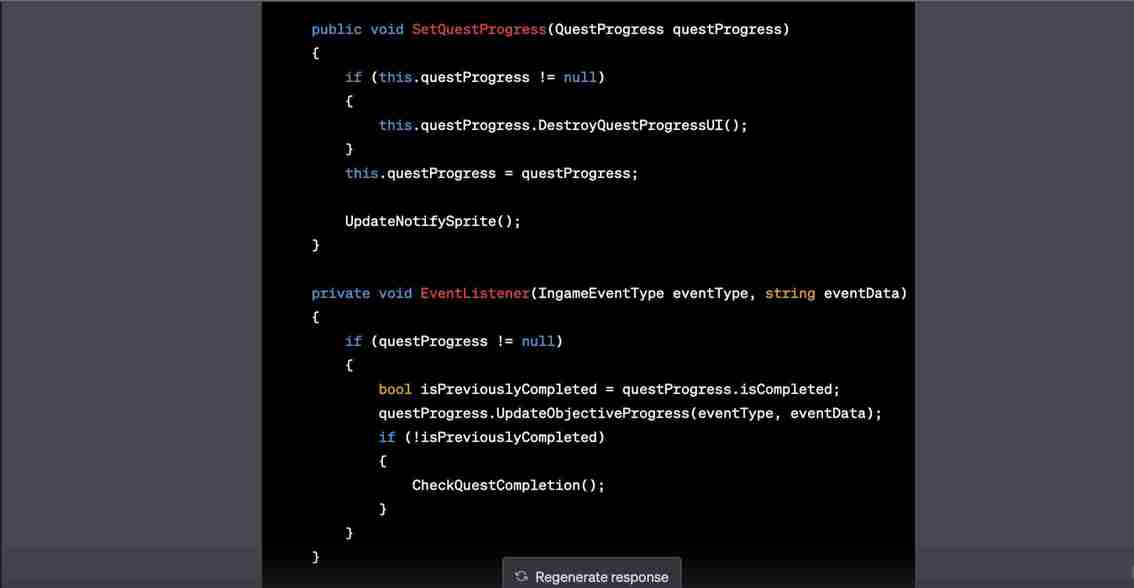 public void SetQuestProgress(QuestProgress questProgress)
{
if (this.questProgress != null)
{
this.questProgress.DestroyQuestProgressUI();
}
this.questProgress = questProgress;
UpdateNotifySprite();
}
private void EventListener(IngameEventType eventType, string eventData)
{
if (questProgress != null)
{
bool isPreviouslyCompleted = questProgress.isCompleted;
questProgress.UpdateObjectiveProgress(eventType, eventData);
if (!isPreviouslyCompleted)
{
CheckQuestCompletion();
}
}
}
Regenerate response